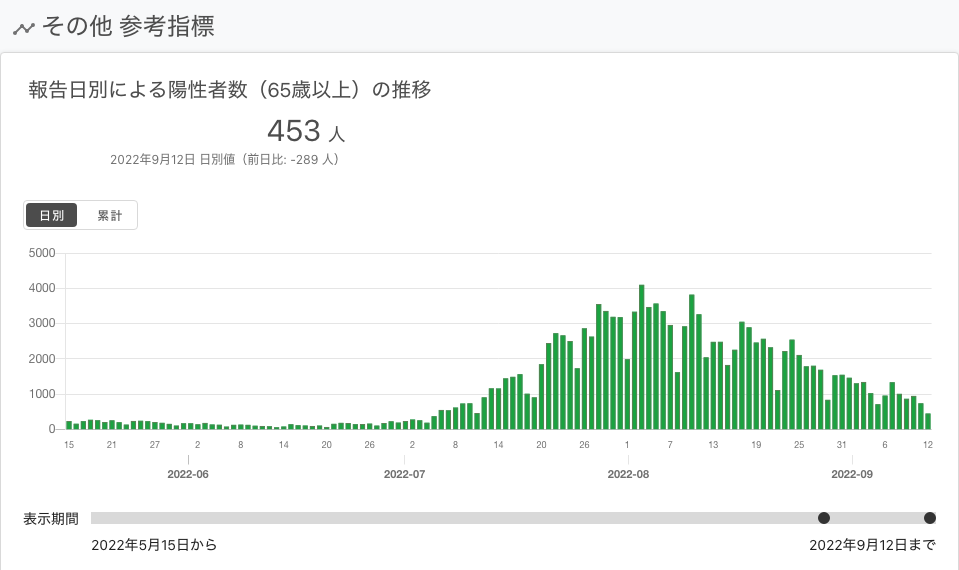 その他 参考指標
報告日別による陽性者数（65歳以上）の推移
453 人
2022年9月12日 日別値（前日比: -289 人）
日別 累計
5000
4000
3000
2000
1000
0
15 21 27 2 8 14 20 26 2 8 14 20 26 1 7 13 19 25 31 6 12
2022-06 2022-07 2022-08 2022-09
表示期間
2022年5月15日から 2022年9月12日まで